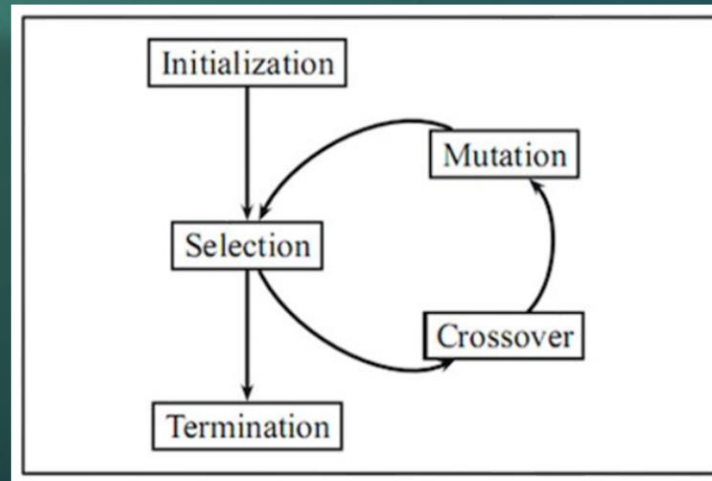 Initialization
Mutation
Selection
Crossover
Termination